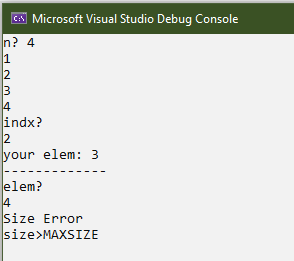 Microsoft Visual Studio Debug Console
n? 4
1
2
3
4
indx?
2
your elem: 3
-------------
elem?
4
Size Error
size>MAXSIZE